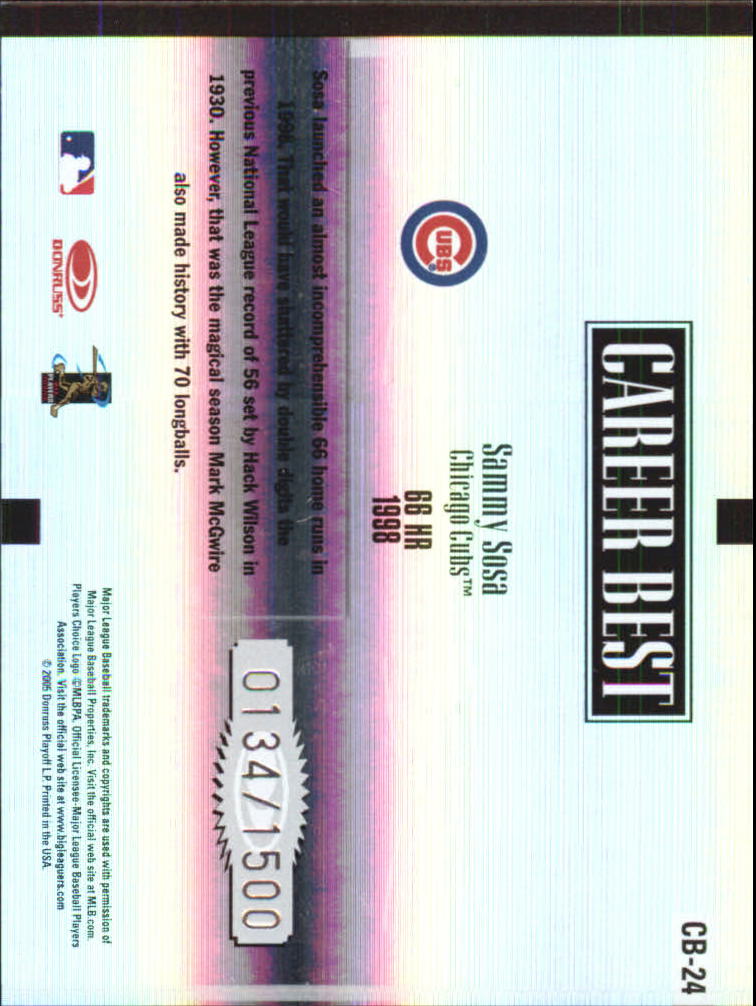 CB-24
CAREER BEST
Sammy Sosa
Chicago Cubs™
66 HR
1998
CUBS®
Sosa launched an almost incomprehensible 66 home runs in
1998. That would have shattered by double digits the
previous National League record of 56 set by Hack Wilson in
1930. However, that was the magical season Mark McGwire
also made history with 70 longballs.
0134/1500
DONRUSS®
PLAYERS
Major League Baseball trademarks and copyrights are used with permission of
Major League Baseball Properties, Inc. Visit the official web site at MLB.com.
Players Choice Logo ©MLBPA. Official Licensee-Major League Baseball Players
Association. Visit the official web site at www.bigleaguers.com
© 2005 Donruss Playoff L.P. Printed in the USA.